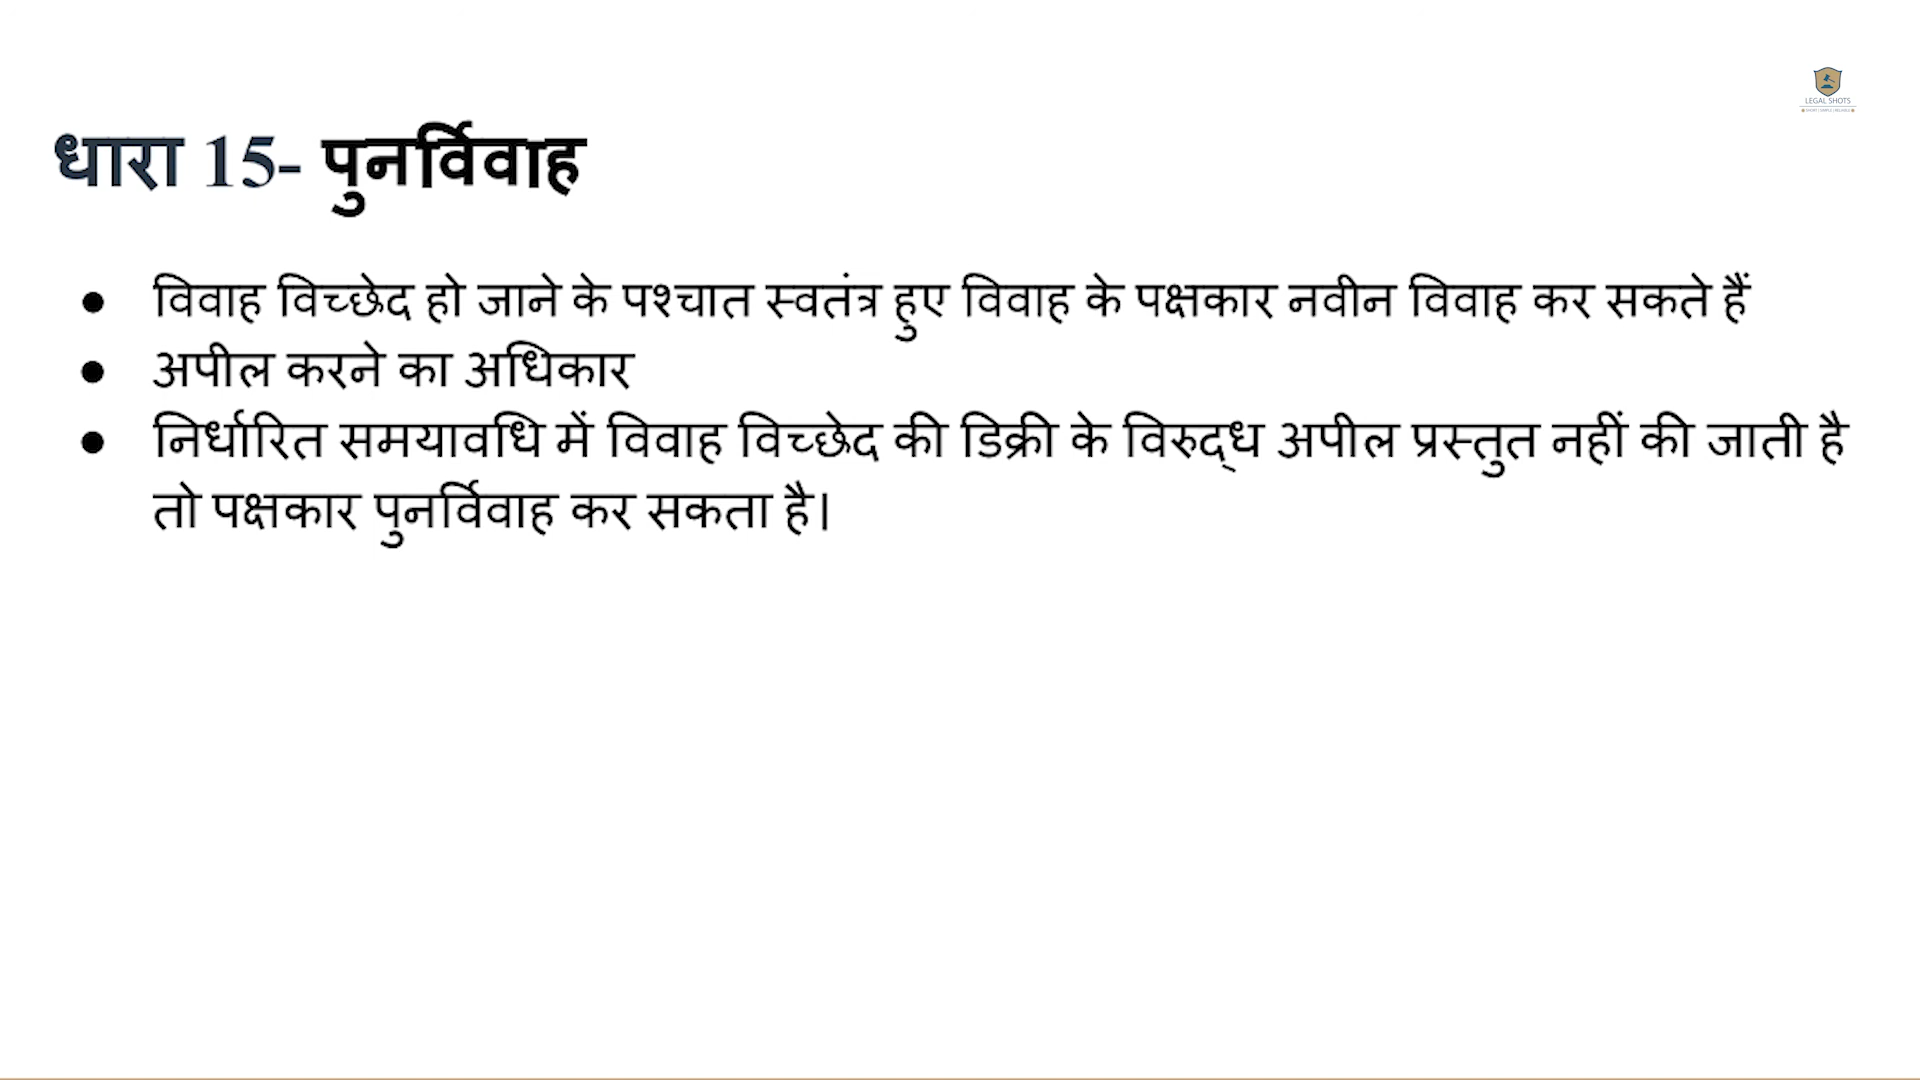 LEGAL SHOTS
धारा 15- पुनर्विवाह
● विवाह विच्छेद हो जाने के पश्चात स्वतंत्र हुए विवाह के पक्षकार नवीन विवाह कर सकते हैं
● अपील करने का अधिकार
● निर्धारित समयावधि में विवाह विच्छेद की डिक्री के विरुद्ध अपील प्रस्तुत नहीं की जाती है
तो पक्षकार पुनर्विवाह कर सकता है।